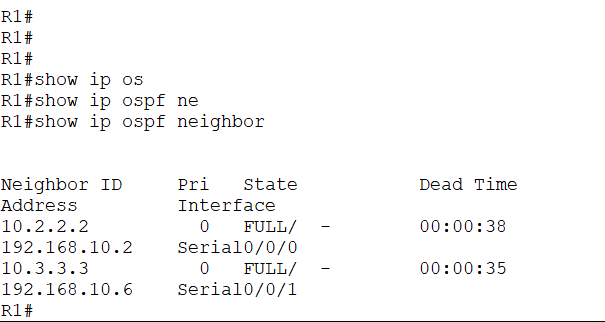 R1#
R1#
R1#
R1#show ip os
R1#show ip ospf ne
R1#show ip ospf neighbor
Neighbor ID     Pri   State           Dead Time
Address         Interface
10.2.2.2          0   FULL/  -        00:00:38
192.168.10.2    Serial0/0/0
10.3.3.3          0   FULL/  -        00:00:35
192.168.10.6    Serial0/0/1
R1#